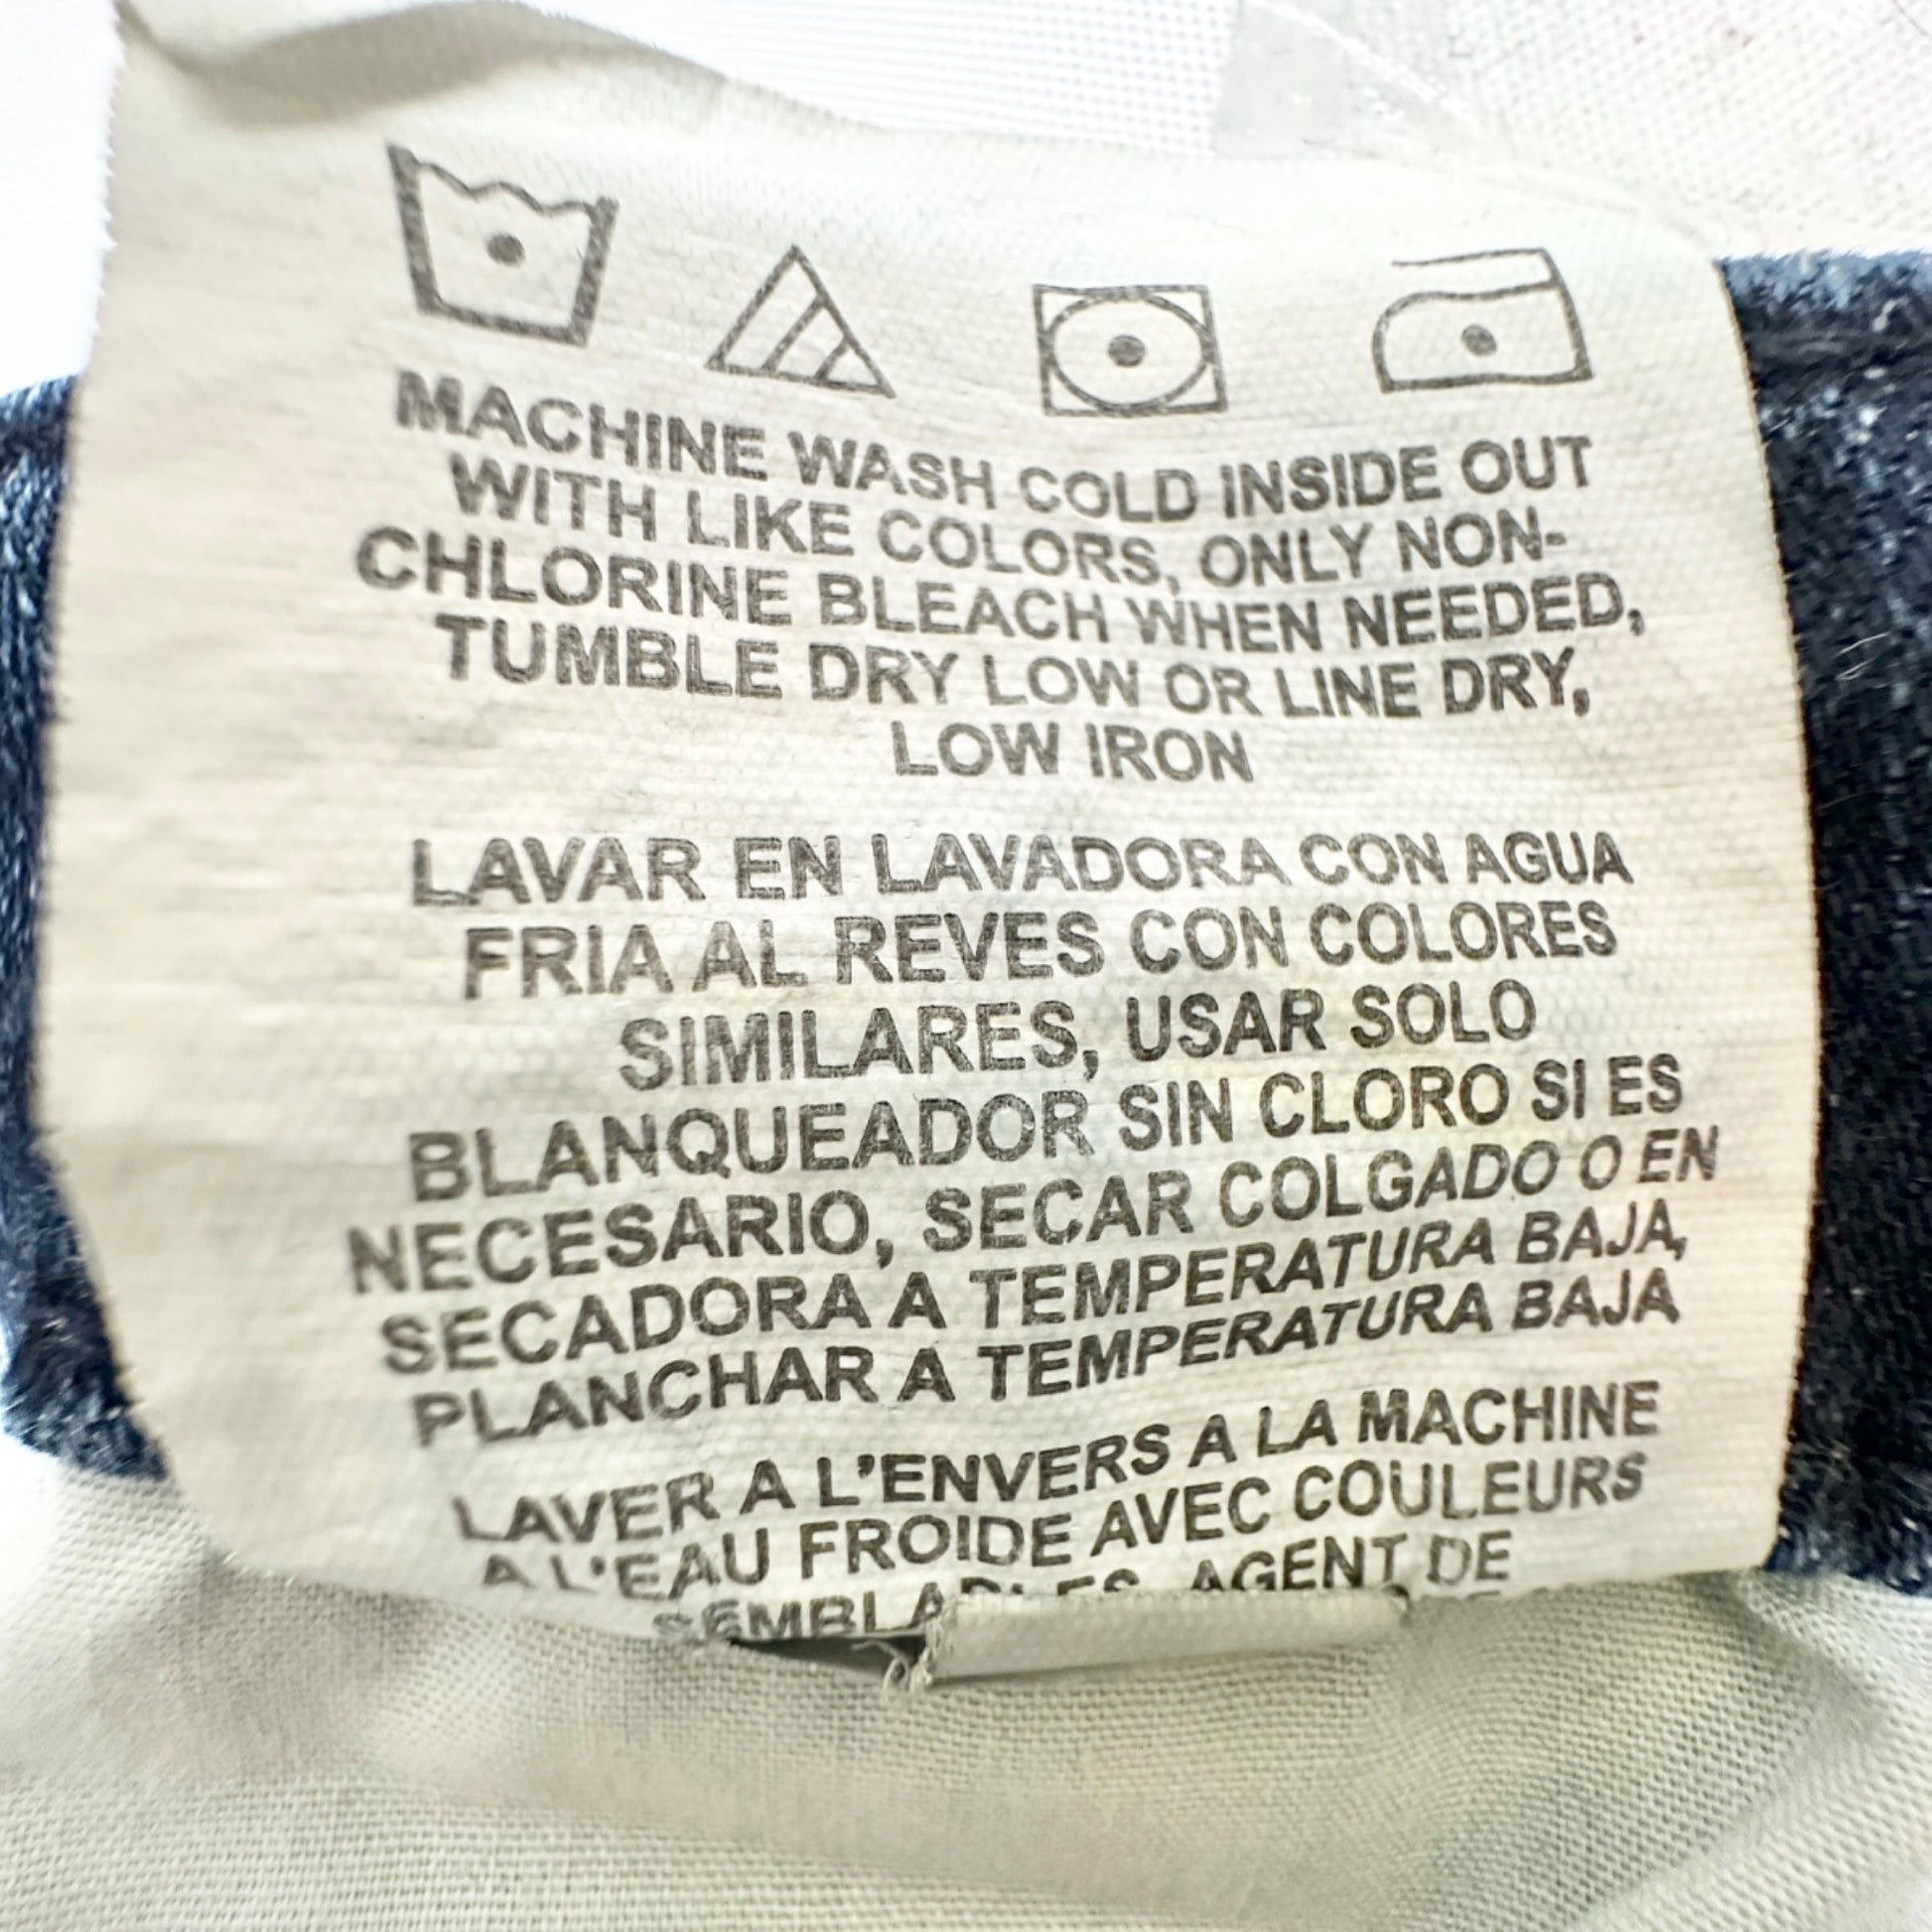 MACHINE WASH COLD INSIDE OUT
WITH LIKE COLORS, ONLY NON-
CHLORINE BLEACH WHEN NEEDED,
TUMBLE DRY LOW OR LINE DRY,
LOW IRON
LAVAR EN LAVADORA CON AGUA
FRIA AL REVES CON COLORES
SIMILARES, USAR SOLO
BLANQUEADOR SIN CLORO SI ES
NECESARIO, SECAR COLGADO O EN
SECADORA A TEMPERATURA BAJA,
PLANCHAR A TEMPERATURA BAJA
LAVER A L'ENVERS A LA MACHINE
A L'EAU FROIDE AVEC COULEURS
SEMBLABLES, AGENT DE